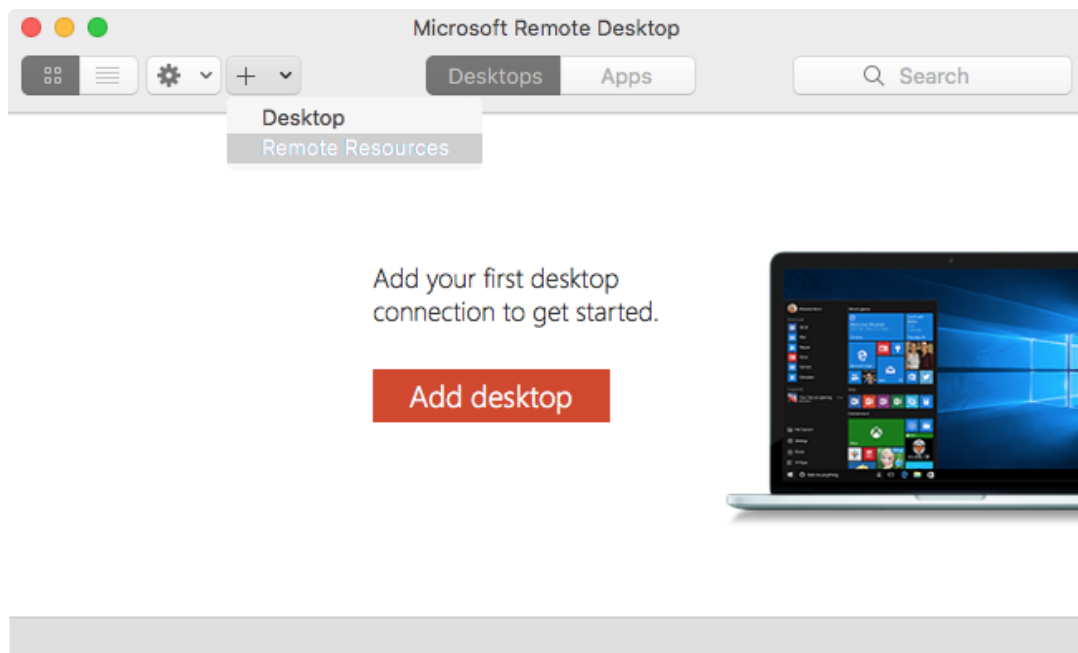 Microsoft Remote Desktop
Desktops Apps Search
Desktop
Remote Resources
Add your first desktop
connection to get started.
Add desktop